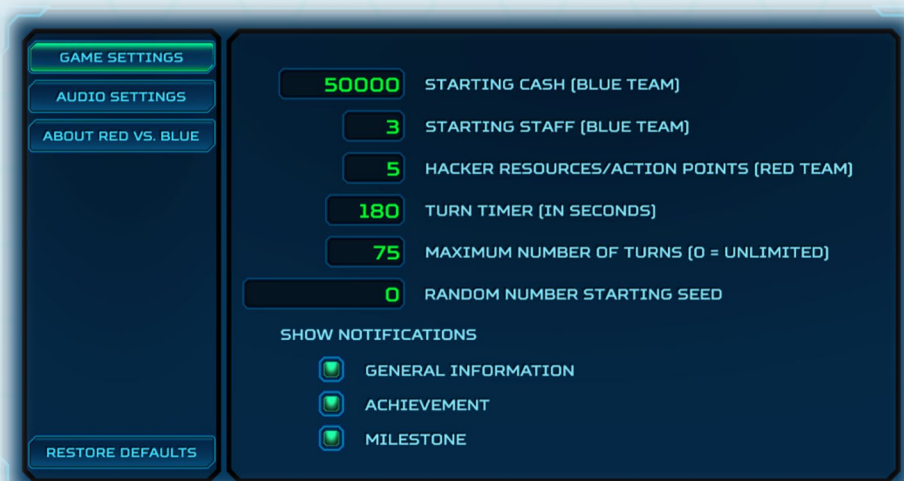 GAME SETTINGS
AUDIO SETTINGS
ABOUT RED VS. BLUE
RESTORE DEFAULTS
50000 STARTING CASH (BLUE TEAM)
3 STARTING STAFF (BLUE TEAM)
5 HACKER RESOURCES/ACTION POINTS (RED TEAM)
180 TURN TIMER (IN SECONDS)
75 MAXIMUM NUMBER OF TURNS (0 = UNLIMITED)
0 RANDOM NUMBER STARTING SEED
SHOW NOTIFICATIONS
GENERAL INFORMATION
ACHIEVEMENT
MILESTONE